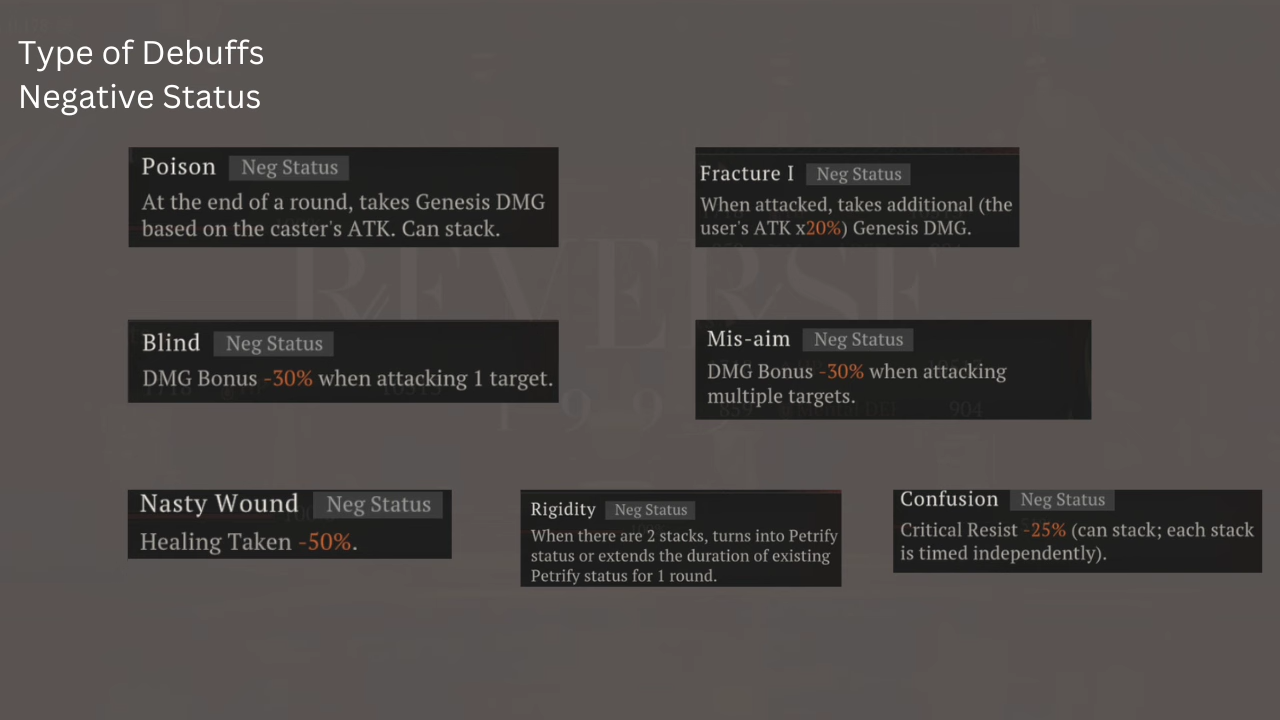 Type of Debuffs
Negative Status
Poison Neg Status
At the end of a round, takes Genesis DMG
based on the caster's ATK. Can stack.
Fracture I Neg Status
When attacked, takes additional (the
user's ATK x20%) Genesis DMG.
REVERSE
1999
Blind Neg Status
DMG Bonus -30% when attacking 1 target.
Mis-aim Neg Status
DMG Bonus -30% when attacking
multiple targets.
859 904
Nasty Wound Neg Status
Healing Taken -50%.
Rigidity Neg Status
When there are 2 stacks, turns into Petrify
status or extends the duration of existing
Petrify status for 1 round.
Confusion Neg Status
Critical Resist -25% (can stack; each stack
is timed independently).